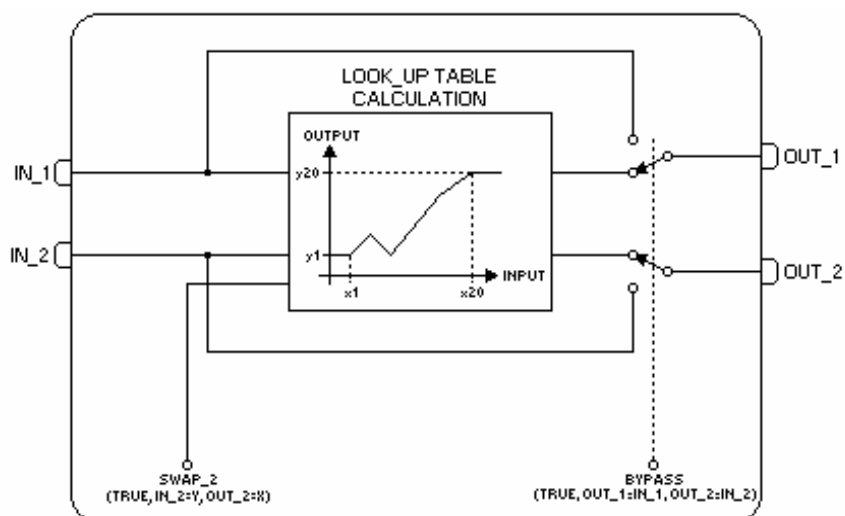 LOOK_UP TABLE
CALCULATION
OUTPUT
y20
y1
x1
x20
INPUT
IN_1
IN_2
OUT_1
OUT_2
SWAP_2
(TRUE, IN_2=Y, OUT_2=X)
BYPASS
(TRUE, OUT_1=IN_1, OUT_2=IN_2)